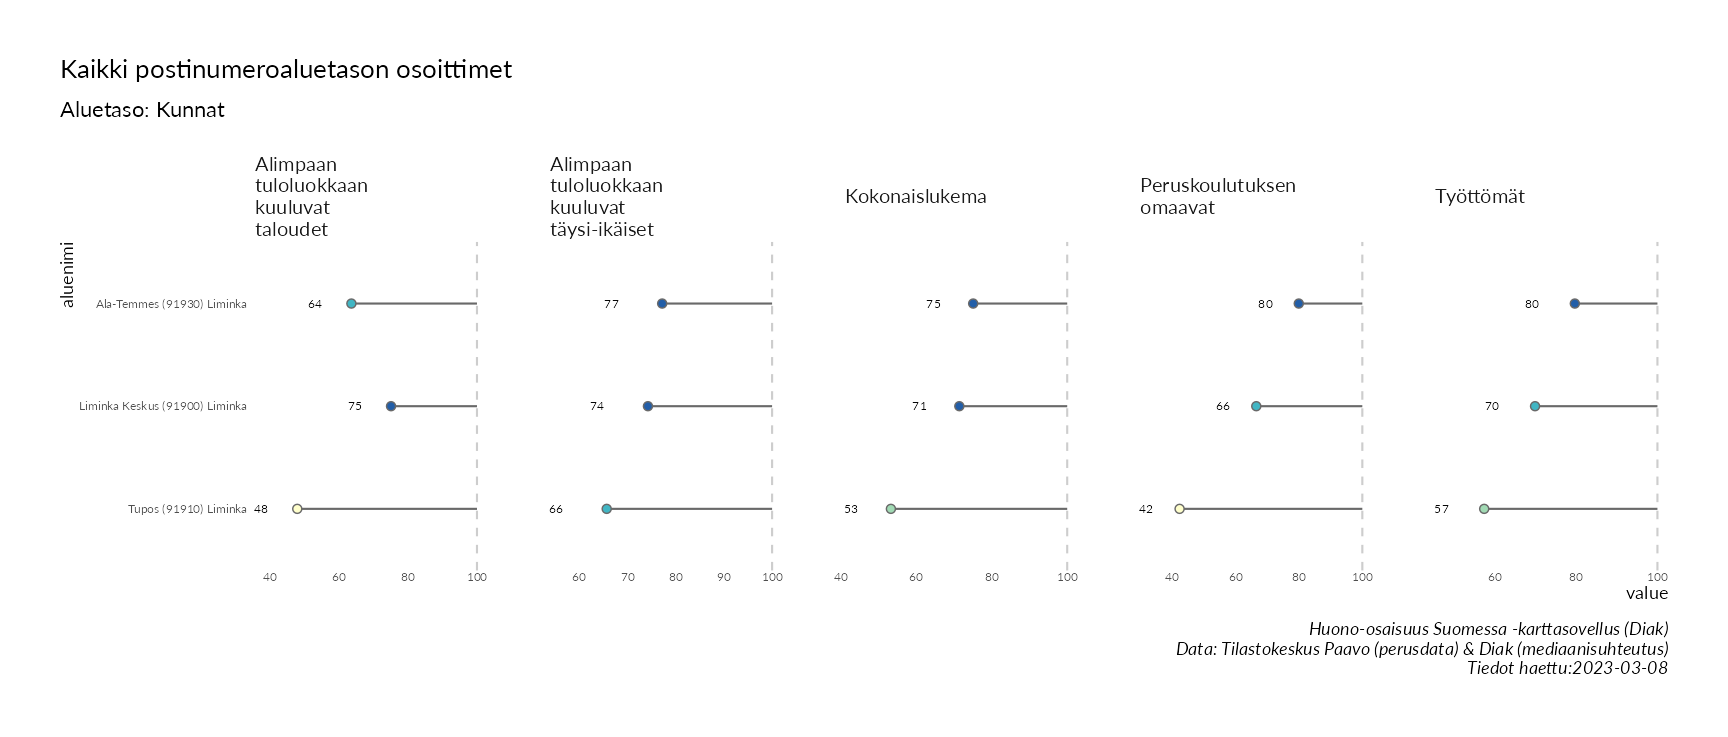 Kaikki postinumeroaluetason osoittimet
Aluetaso: Kunnat
Alimpaan
tuloluokkaan
kuuluvat
taloudet
Alimpaan
tuloluokkaan
kuuluvat
täysi-ikäiset
Kokonaislukema
Peruskoulutuksen
omaavat
Työttömät
aluenimi
Ala-Temmes (91930) Liminka 64 77 75 80 80
Liminka Keskus (91900) Liminka 75 74 71 66 70
Tupos (91910) Liminka 48 66 53 42 57
40 60 80 100 60 70 80 90 100 40 60 80 100 40 60 80 100 60 80 100
value
Huono-osaisuus Suomessa -karttasovellus (Diak)
Data: Tilastokeskus Paavo (perusdata) & Diak (mediaanisuhteutus)
Tiedot haettu:2023-03-08